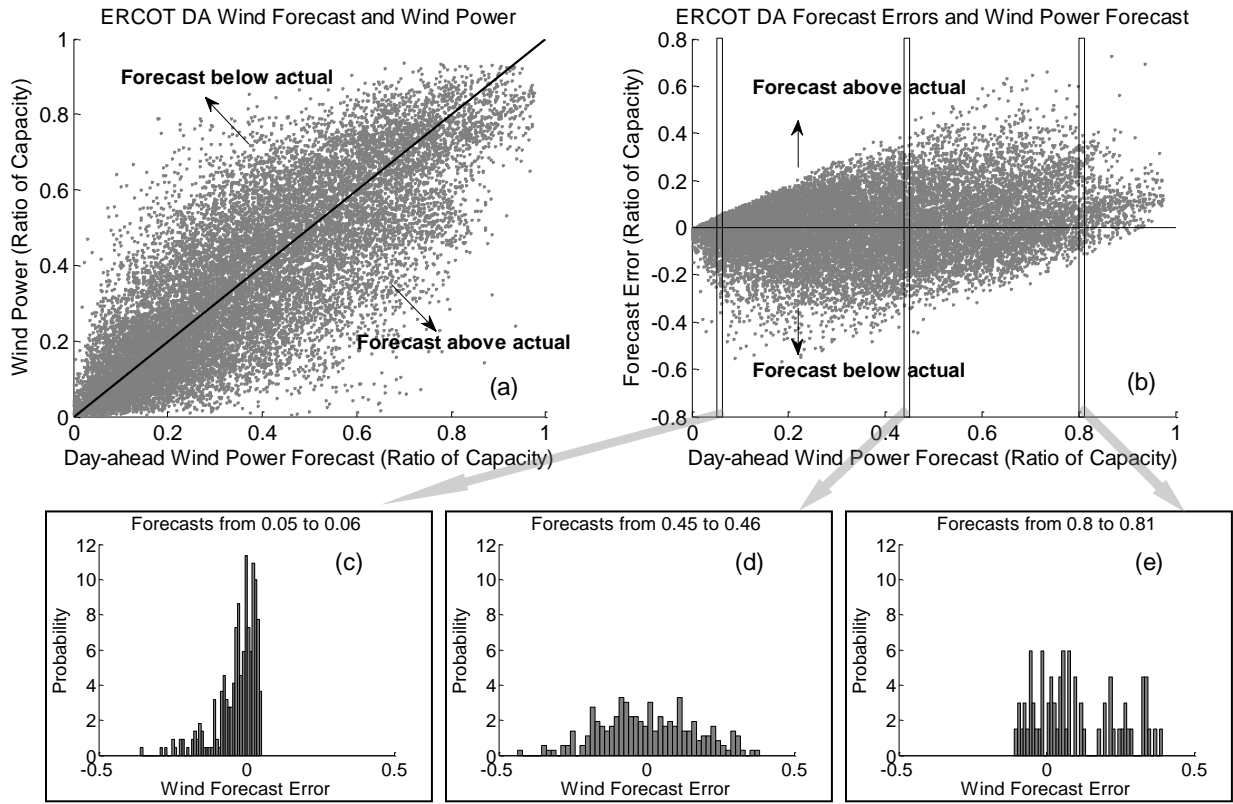 ERCOT DA Wind Forecast and Wind Power
1
0.8
0.6
0.4
0.2
0
Wind Power (Ratio of Capacity)
Forecast below actual
Forecast above actual
(a)
0 0.2 0.4 0.6 0.8 1
Day-ahead Wind Power Forecast (Ratio of Capacity)
ERCOT DA Forecast Errors and Wind Power Forecast
0.8
0.6
0.4
0.2
0
-0.2
-0.4
-0.6
-0.8
Forecast Error (Ratio of Capacity)
Forecast above actual
Forecast below actual
(b)
0 0.2 0.4 0.6 0.8 1
Day-ahead Wind Power Forecast (Ratio of Capacity)
Forecasts from 0.05 to 0.06
12
10
8
6
4
2
0
Probability
(c)
-0.5 0 0.5
Wind Forecast Error
Forecasts from 0.45 to 0.46
12
10
8
6
4
2
0
Probability
(d)
-0.5 0 0.5
Wind Forecast Error
Forecasts from 0.8 to 0.81
12
10
8
6
4
2
0
Probability
(e)
-0.5 0 0.5
Wind Forecast Error